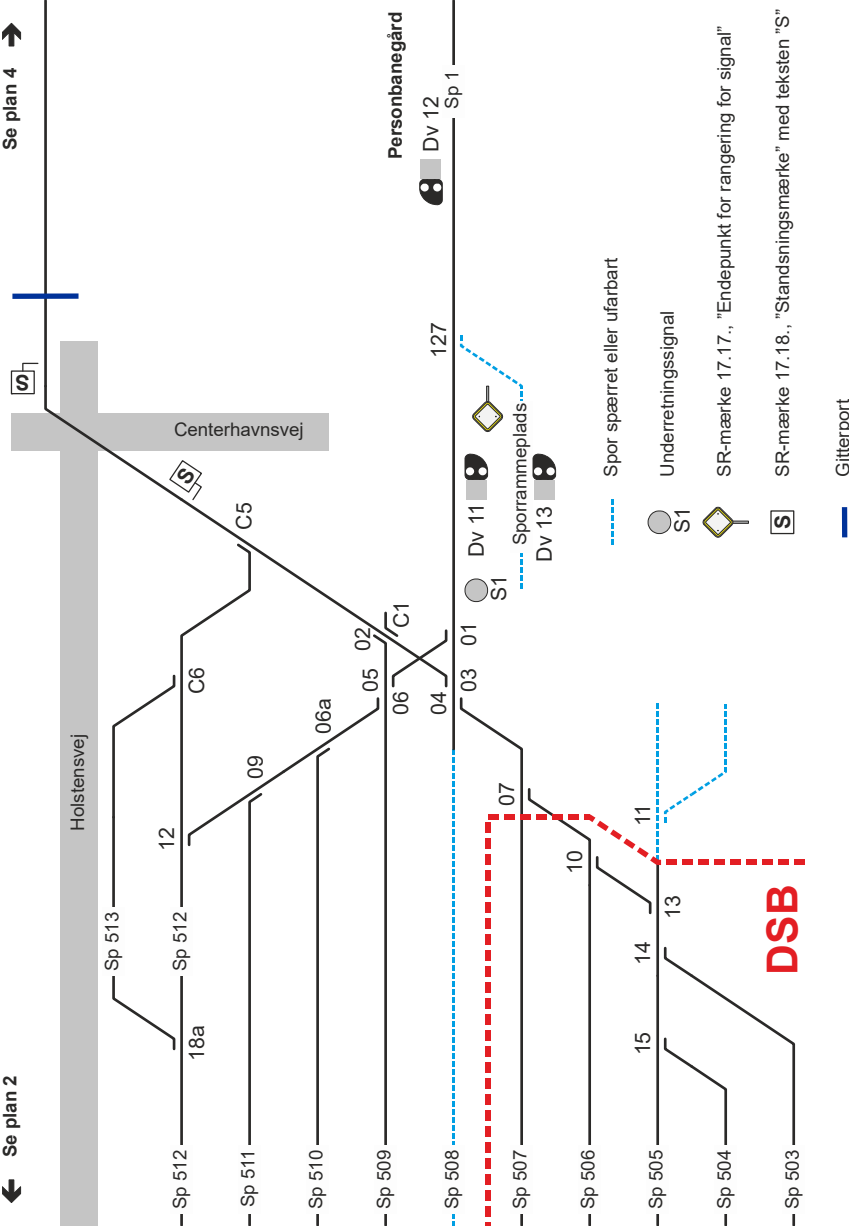 Se plan 2
Se plan 4
Holstensvej
Centerhavnsvej
Personbanegård
S
S
Sp 513
C6
C5
Sp 512
18a
Sp 512
12
Sp 511
09
Sp 510
06a
Sp 509
05
02
06
C1
Sp 508
04
03
01
127
Sp 1
Dv 12
S1
Dv 11
Sporrammeplads
Dv 13
Sp 507
07
Sp 506
10
Sp 505
15
14
13
11
Sp 504
Sp 503
DSB
Spor spærret eller ufarbart
S1
Underretningssignal
SR-mærke 17.17., ”Endepunkt for rangering for signal”
S
SR-mærke 17.18., ”Standsningsmærke” med teksten ”S”
Gitterport